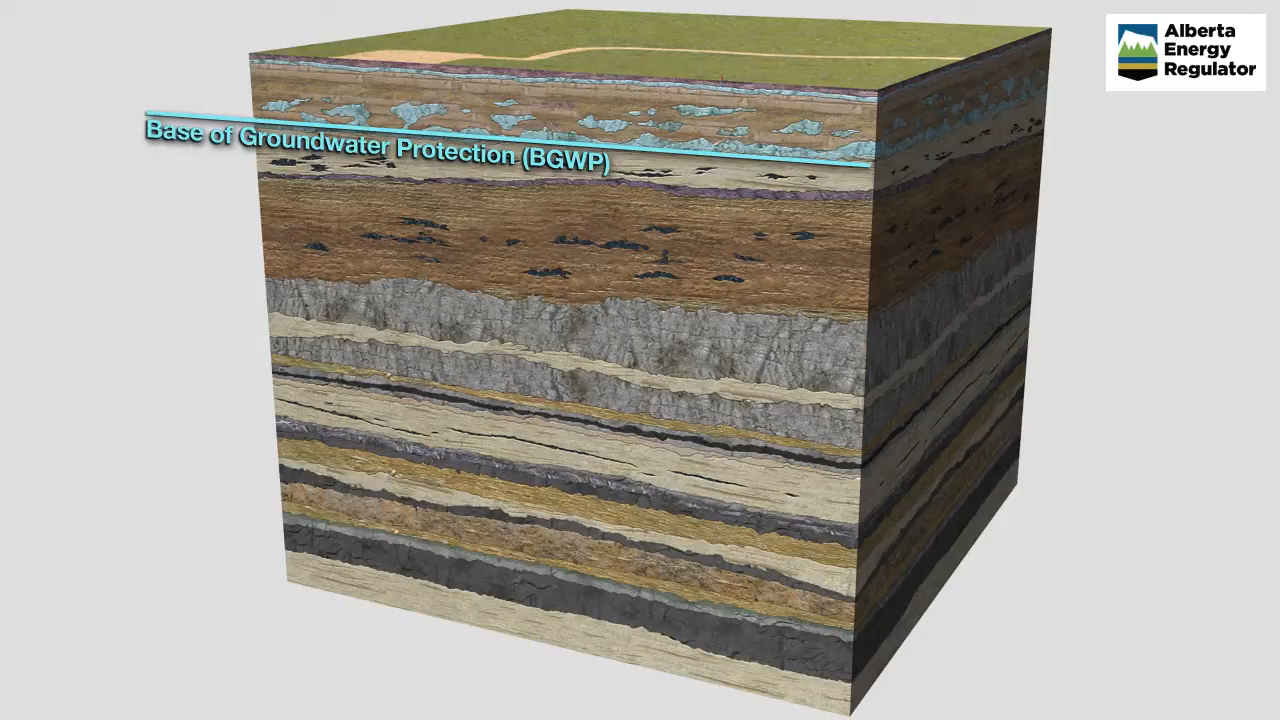 Alberta
Energy
Regulator
Base of Groundwater Protection (BGWP)